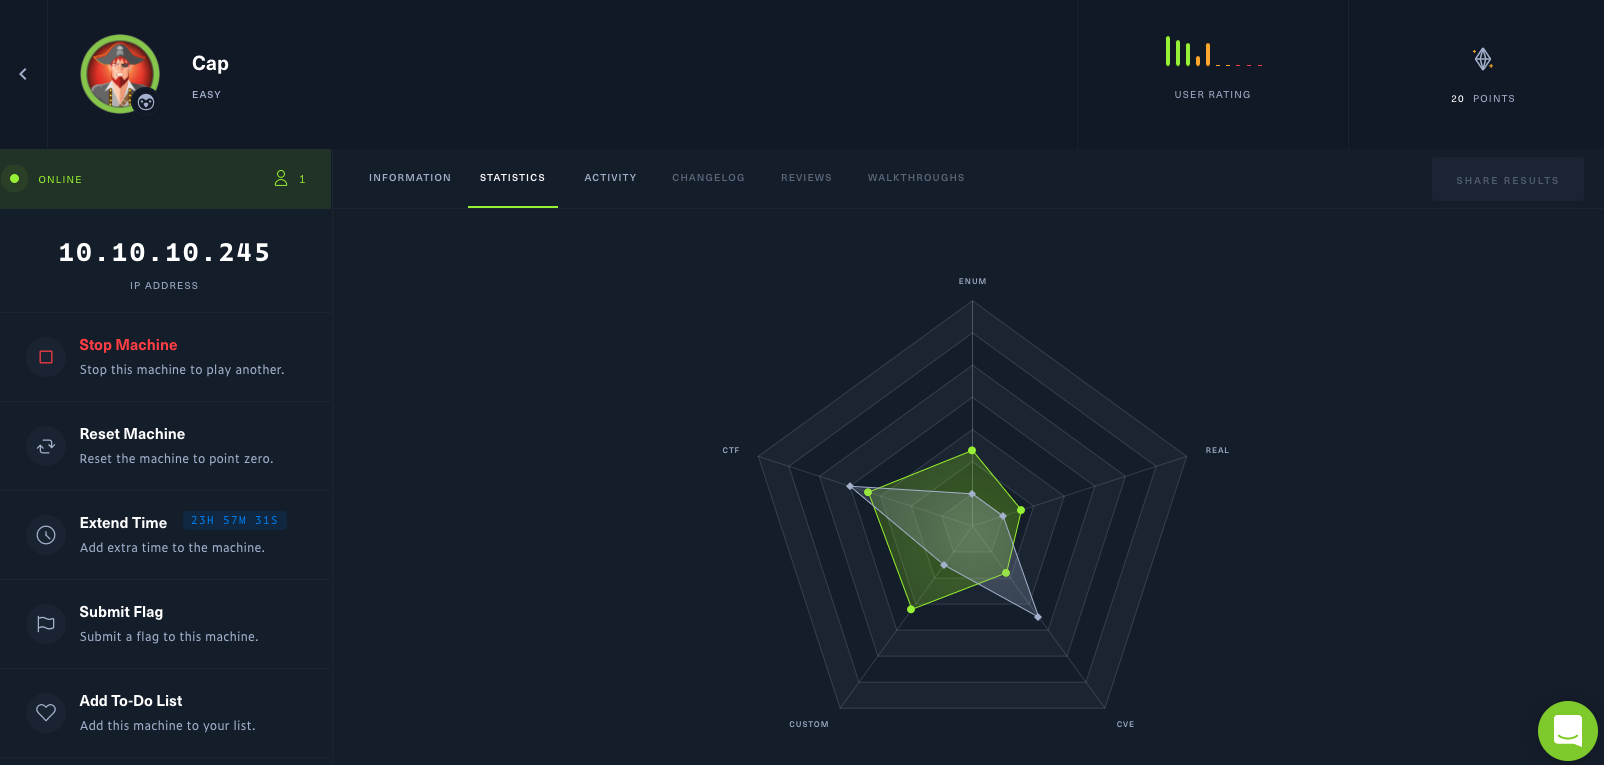 Cap
EASY
USER RATING
20 POINTS
ONLINE
1
INFORMATION
STATISTICS
ACTIVITY
CHANGELOG
REVIEWS
WALKTHROUGHS
SHARE RESULTS
10.10.10.245
IP ADDRESS
Stop Machine
Stop this machine to play another.
Reset Machine
Reset the machine to point zero.
Extend Time 23H 57M 31S
Add extra time to the machine.
Submit Flag
Submit a flag to this machine.
Add To-Do List
Add this machine to your list.
ENUM
CTF
REAL
CUSTOM
CVE